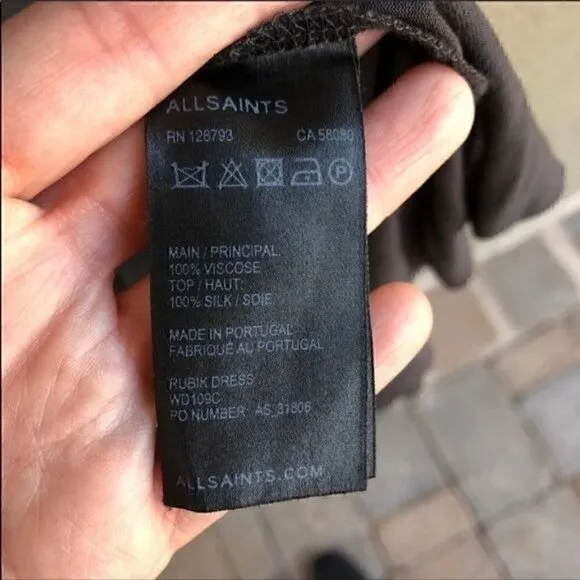 ALLSAINTS
RN 128793 CA 58080
P
MAIN / PRINCIPAL:
100% VISCOSE
TOP / HAUT:
100% SILK / SOIE
MADE IN PORTUGAL
FABRIQUÉ AU PORTUGAL
RUBIK DRESS
WD109C
PO NUMBER: AS_31806
ALLSAINTS.COM